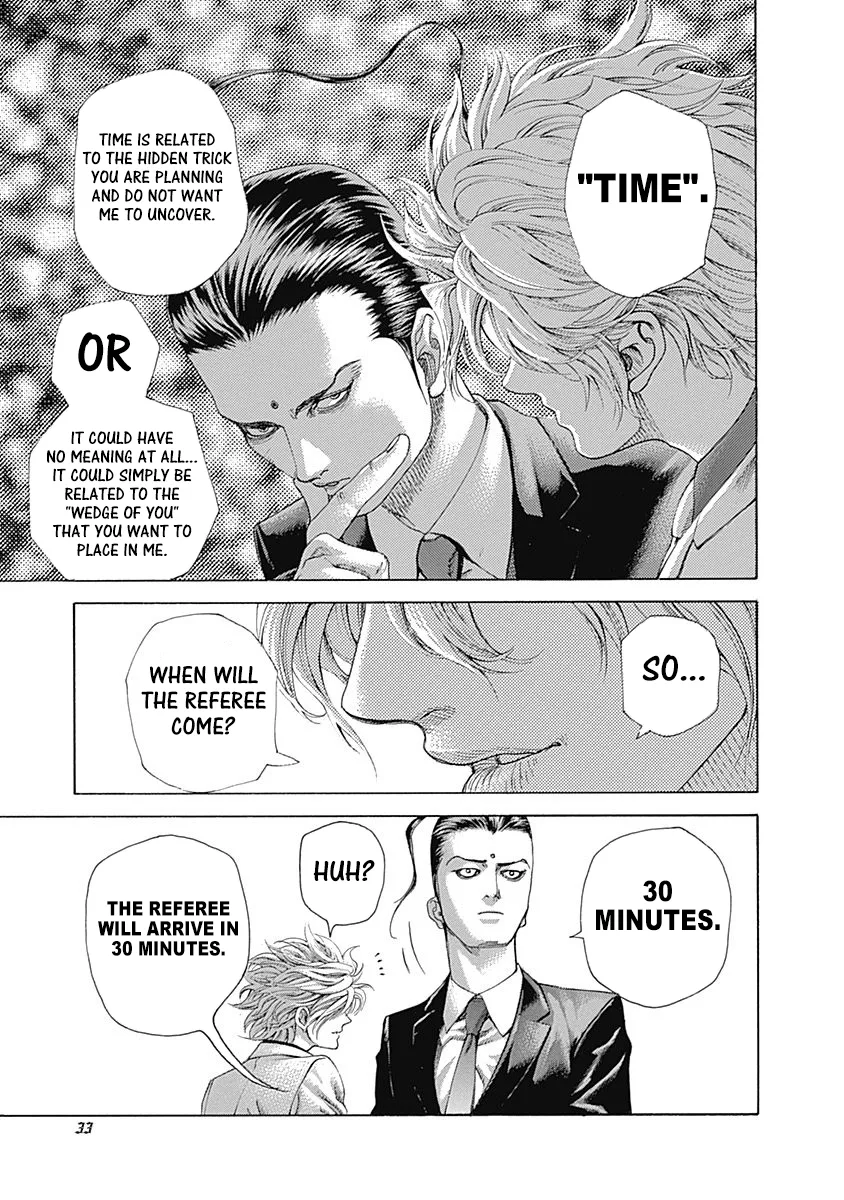 "TIME".
TIME IS RELATED
TO THE HIDDEN TRICK
YOU ARE PLANNING
AND DO NOT WANT
ME TO UNCOVER.
OR
IT COULD HAVE
NO MEANING AT ALL...
IT COULD SIMPLY BE
RELATED TO THE
"WEDGE OF YOU"
THAT YOU WANT TO
PLACE IN ME.
SO...
WHEN WILL
THE REFEREE
COME?
30
MINUTES.
HUH?
THE REFEREE
WILL ARRIVE IN
30 MINUTES.
33